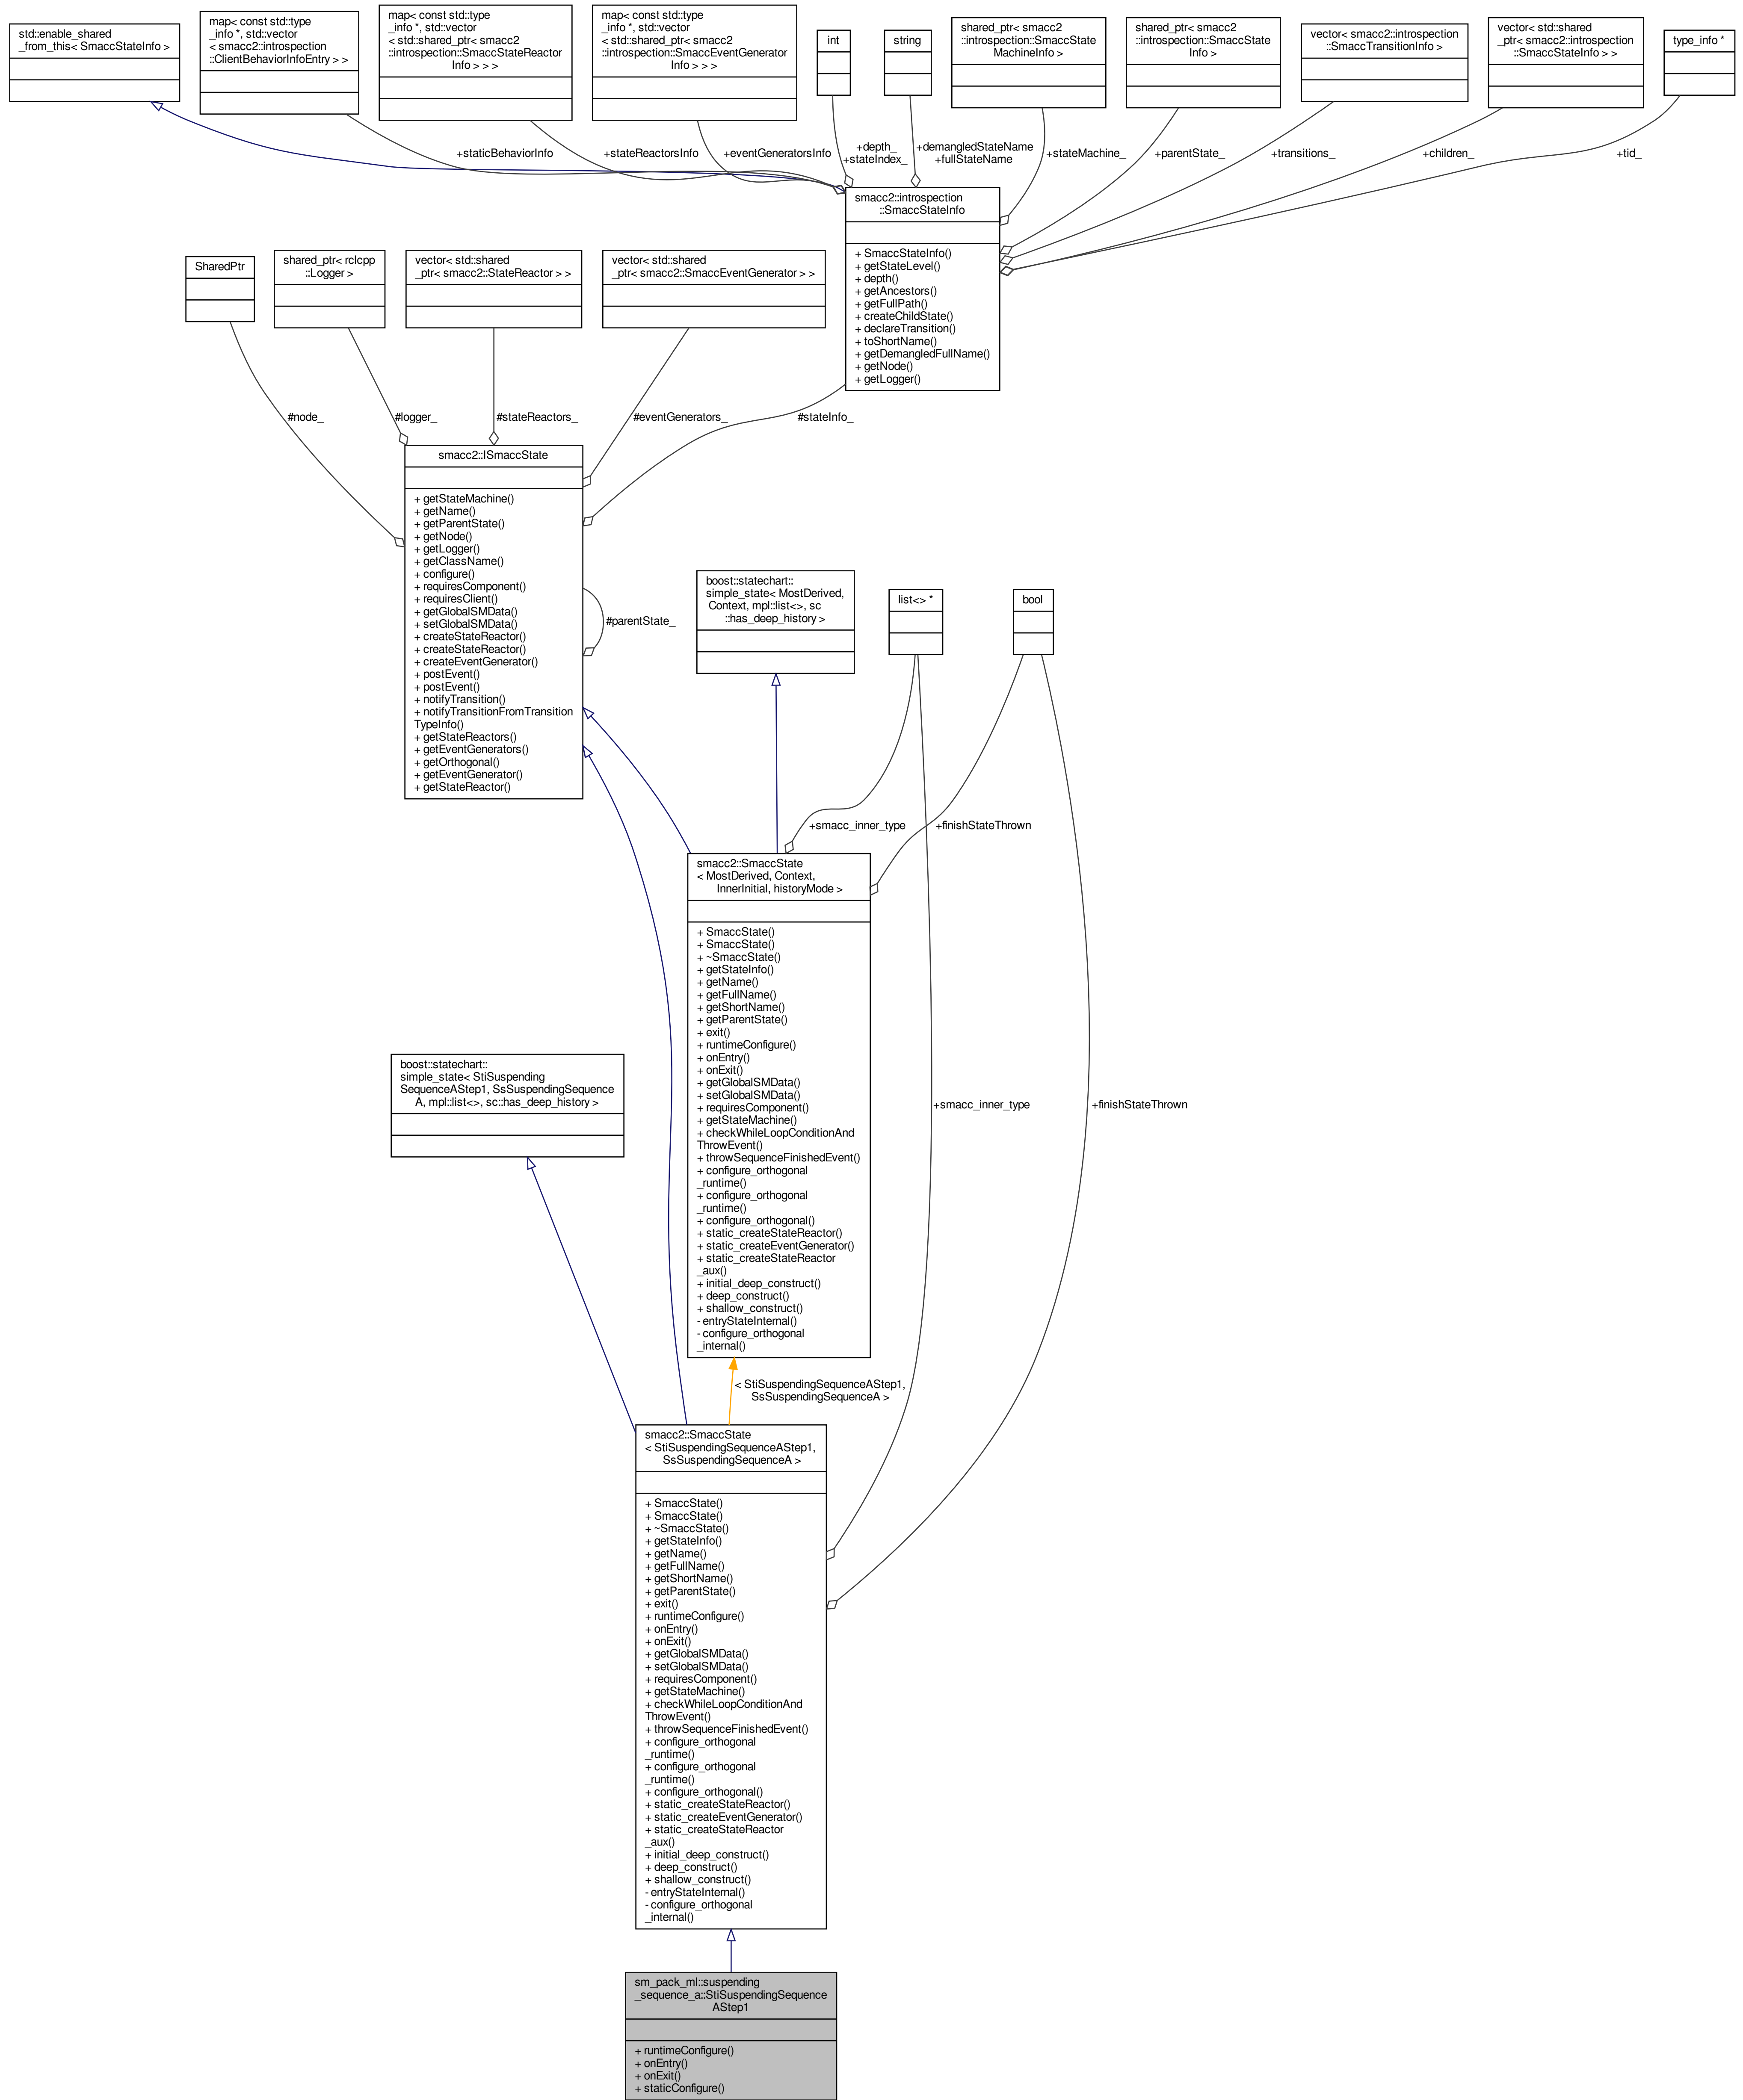 std::enable_shared
_from_this< SmaccStateInfo >
map< const std::type
_info *, std::vector
< smacc2::introspection
::ClientBehaviorInfoEntry > >
map< const std::type
_info *, std::vector
< std::shared_ptr< smacc2
::introspection::SmaccStateReactor
Info > > >
map< const std::type
_info *, std::vector
< std::shared_ptr< smacc2
::introspection::SmaccEventGenerator
Info > > >
int
string
shared_ptr< smacc2
::introspection::SmaccState
MachineInfo >
shared_ptr< smacc2
::introspection::SmaccState
Info >
vector< smacc2::introspection
::SmaccTransitionInfo >
vector< std::shared
_ptr< smacc2::introspection
::SmaccStateInfo > >
type_info *
+staticBehaviorInfo
+stateReactorsInfo
+eventGeneratorsInfo
+depth_
+stateIndex_
+demangledStateName
+fullStateName
+stateMachine_
+parentState_
+transitions_
+children_
+tid_
smacc2::introspection
::SmaccStateInfo
+ SmaccStateInfo()
+ getStateLevel()
+ depth()
+ getAncestors()
+ getFullPath()
+ createChildState()
+ declareTransition()
+ toShortName()
+ getDemangledFullName()
+ getNode()
+ getLogger()
SharedPtr
shared_ptr< rclcpp
::Logger >
vector< std::shared
_ptr< smacc2::StateReactor > >
vector< std::shared
_ptr< smacc2::SmaccEventGenerator > >
#node_
#logger_
#stateReactors_
#eventGenerators_
#stateInfo_
smacc2::ISmaccState
+ getStateMachine()
+ getName()
+ getParentState()
+ getNode()
+ getLogger()
+ getClassName()
+ configure()
+ requiresComponent()
+ requiresClient()
+ getGlobalSMData()
+ setGlobalSMData()
+ createStateReactor()
+ createStateReactor()
+ createEventGenerator()
+ postEvent()
+ postEvent()
+ notifyTransition()
+ notifyTransitionFromTransition
TypeInfo()
+ getStateReactors()
+ getEventGenerators()
+ getOrthogonal()
+ getEventGenerator()
+ getStateReactor()
#parentState_
boost::statechart::
simple_state< MostDerived,
Context, mpl::list<>, sc
::has_deep_history >
list<> *
bool
+smacc_inner_type
+finishStateThrown
smacc2::SmaccState
< MostDerived, Context,
InnerInitial, historyMode >
+ SmaccState()
+ SmaccState()
+ ~SmaccState()
+ getStateInfo()
+ getName()
+ getFullName()
+ getShortName()
+ getParentState()
+ exit()
+ runtimeConfigure()
+ onEntry()
+ onExit()
+ getGlobalSMData()
+ setGlobalSMData()
+ requiresComponent()
+ getStateMachine()
+ checkWhileLoopConditionAnd
ThrowEvent()
+ throwSequenceFinishedEvent()
+ configure_orthogonal
_runtime()
+ configure_orthogonal
_runtime()
+ configure_orthogonal()
+ static_createStateReactor()
+ static_createEventGenerator()
+ static_createStateReactor
_aux()
+ initial_deep_construct()
+ deep_construct()
+ shallow_construct()
- entryStateInternal()
- configure_orthogonal
_internal()
boost::statechart::
simple_state< StiSuspending
SequenceAStep1, SsSuspendingSequence
A, mpl::list<>, sc::has_deep_history >
+smacc_inner_type
+finishStateThrown
< StiSuspendingSequenceAStep1,
SsSuspendingSequenceA >
smacc2::SmaccState
< StiSuspendingSequenceAStep1,
SsSuspendingSequenceA >
+ SmaccState()
+ SmaccState()
+ ~SmaccState()
+ getStateInfo()
+ getName()
+ getFullName()
+ getShortName()
+ getParentState()
+ exit()
+ runtimeConfigure()
+ onEntry()
+ onExit()
+ getGlobalSMData()
+ setGlobalSMData()
+ requiresComponent()
+ getStateMachine()
+ checkWhileLoopConditionAnd
ThrowEvent()
+ throwSequenceFinishedEvent()
+ configure_orthogonal
_runtime()
+ configure_orthogonal
_runtime()
+ configure_orthogonal()
+ static_createStateReactor()
+ static_createEventGenerator()
+ static_createStateReactor
_aux()
+ initial_deep_construct()
+ deep_construct()
+ shallow_construct()
- entryStateInternal()
- configure_orthogonal
_internal()
sm_pack_ml::suspending
_sequence_a::StiSuspendingSequence
AStep1
+ runtimeConfigure()
+ onEntry()
+ onExit()
+ staticConfigure()